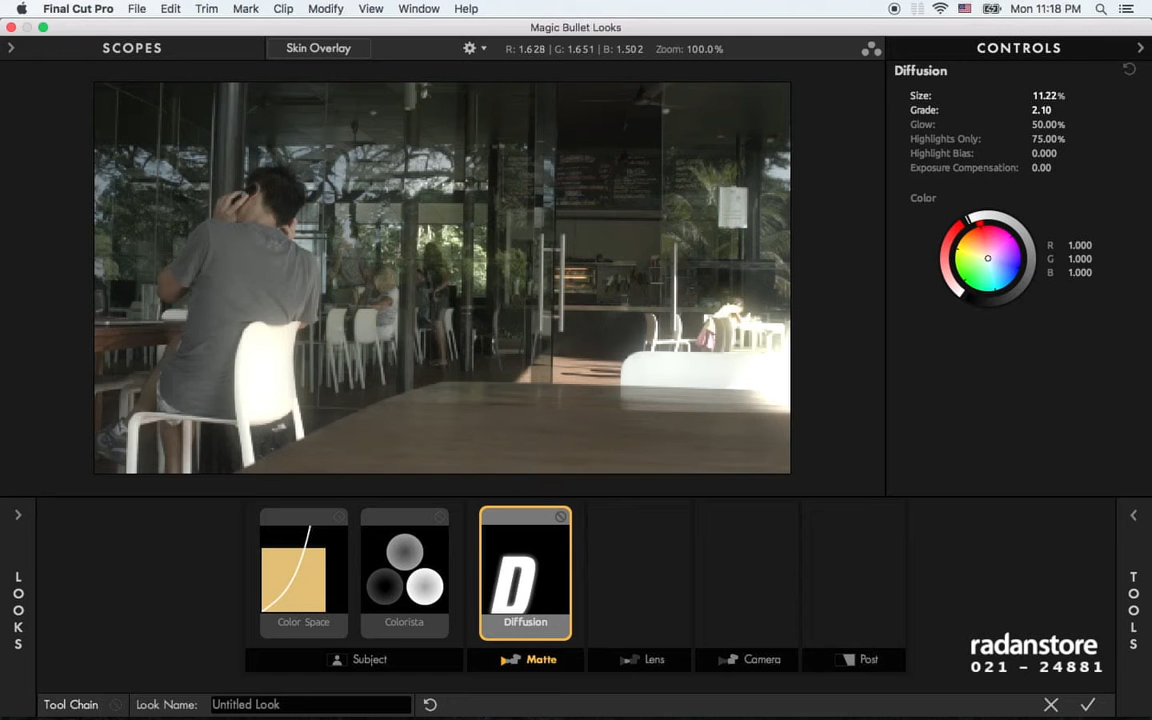 Final Cut Pro File Edit Trim Mark Clip Modify View Window Help Mon 11:18 PM
Magic Bullet Looks
SCOPES Skin Overlay R: 1.628 | G: 1.651 | B: 1.502 Zoom: 100.0% CONTROLS
Diffusion
Size: 11.22%
Grade: 2.10
Glow: 50.00%
Highlights Only: 75.00%
Highlight Bias: 0.000
Exposure Compensation: 0.00
Color
R 1.000
G 1.000
B 1.000
LOOKS
D
TOOLS
Color Space Colorista Diffusion
Subject Matte Lens Camera Post
radanstore
021 - 24881
Tool Chain Look Name: Untitled Look